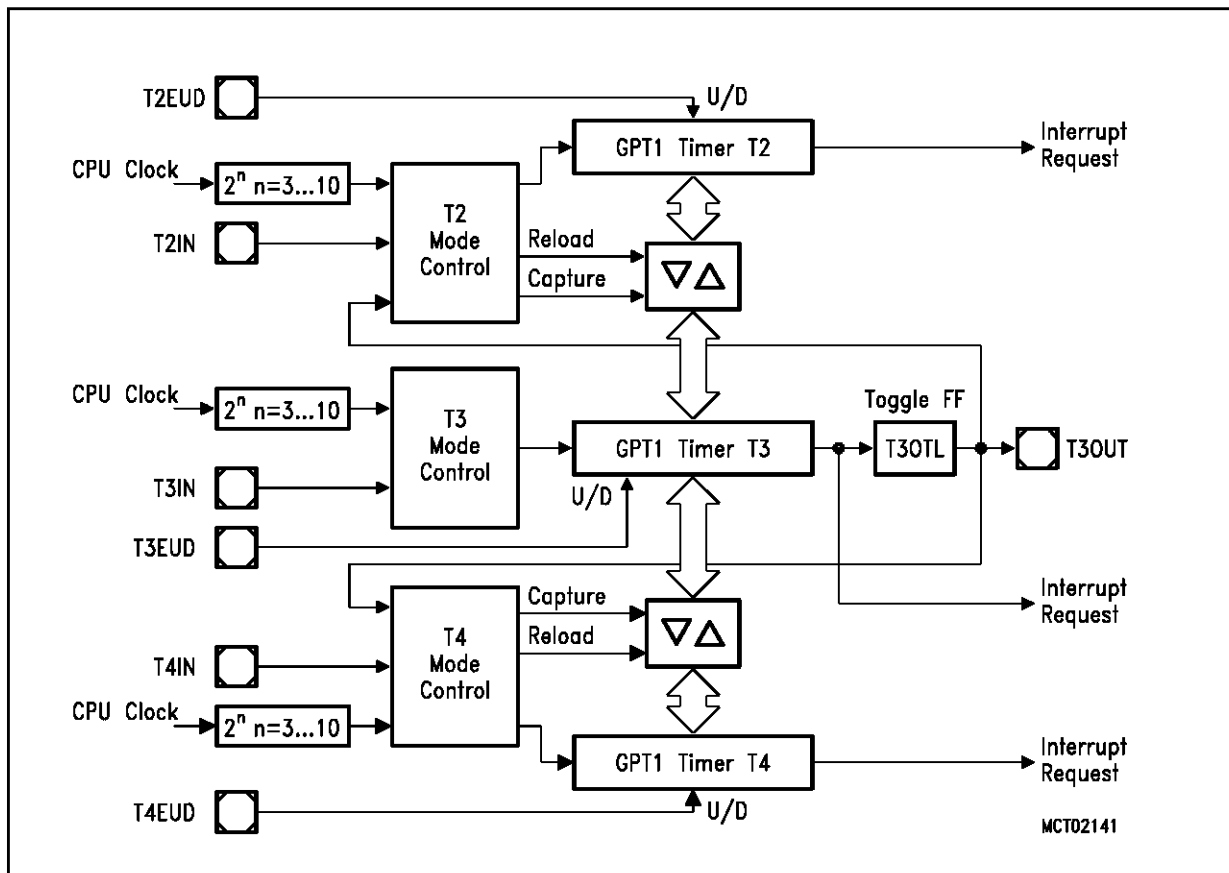 T2EUD
U/D
GPT1 Timer T2
Interrupt
Request
CPU Clock
2ⁿ n=3...10
T2
Mode
Control
T2IN
Reload
Capture
CPU Clock
2ⁿ n=3...10
T3
Mode
Control
GPT1 Timer T3
Toggle FF
T3OTL
T3OUT
T3IN
U/D
T3EUD
Interrupt
Request
Capture
Reload
T4
Mode
Control
T4IN
CPU Clock
2ⁿ n=3...10
GPT1 Timer T4
Interrupt
Request
T4EUD
U/D
MCT02141